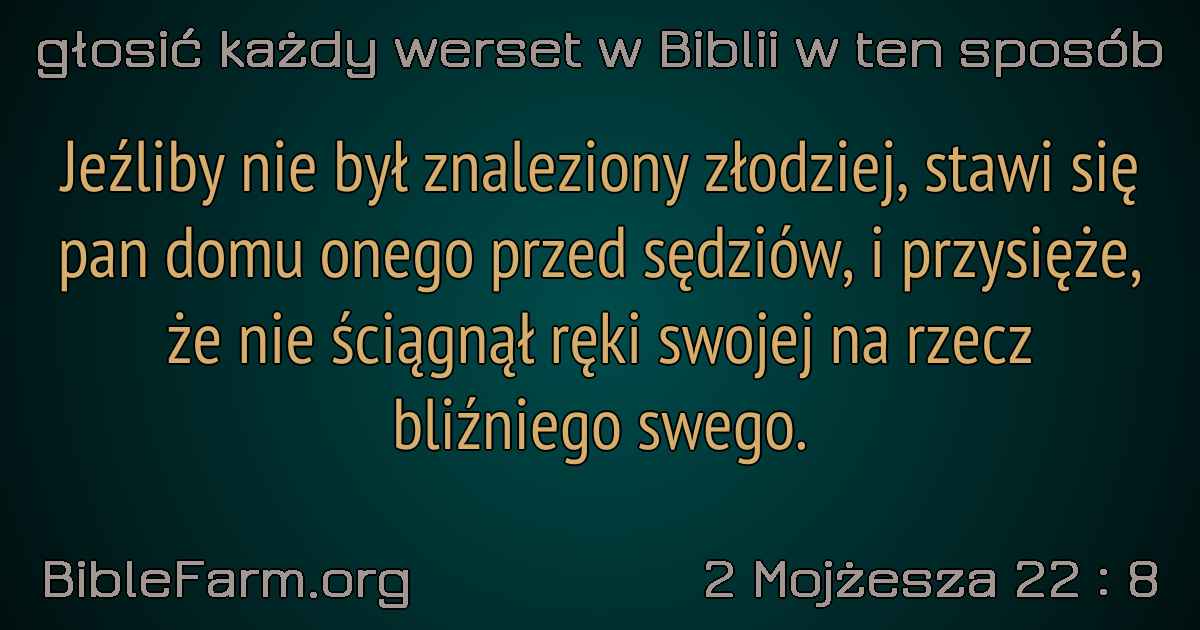 głosić każdy werset w Biblii w ten sposób
Jeźliby nie był znaleziony złodziej, stawi się
pan domu onego przed sędziów, i przysięże,
że nie ściągnął ręki swojej na rzecz
bliźniego swego.
BibleFarm.org
2 Mojżesza 22 : 8